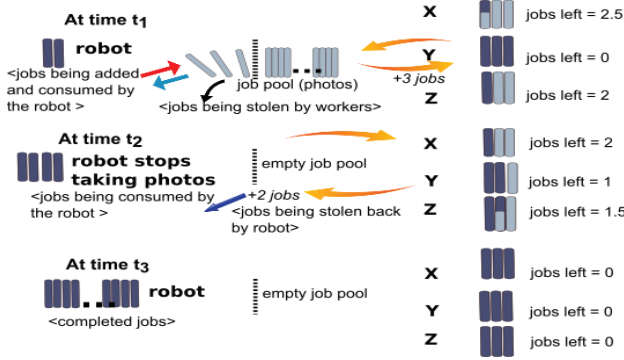 At time t1
robot
<jobs being added
and consumed by
the robot >
job pool (photos)
<jobs being stolen by workers>
+3 jobs
X
jobs left = 2.5
Y
jobs left = 0
Z
jobs left = 2
At time t2
robot stops
taking photos
<jobs being consumed by
the robot >
empty job pool
+2 jobs
<jobs being stolen back
by robot>
X
jobs left = 2
Y
jobs left = 1
Z
jobs left = 1.5
At time t3
robot
<completed jobs>
empty job pool
X
jobs left = 0
Y
jobs left = 0
Z
jobs left = 0